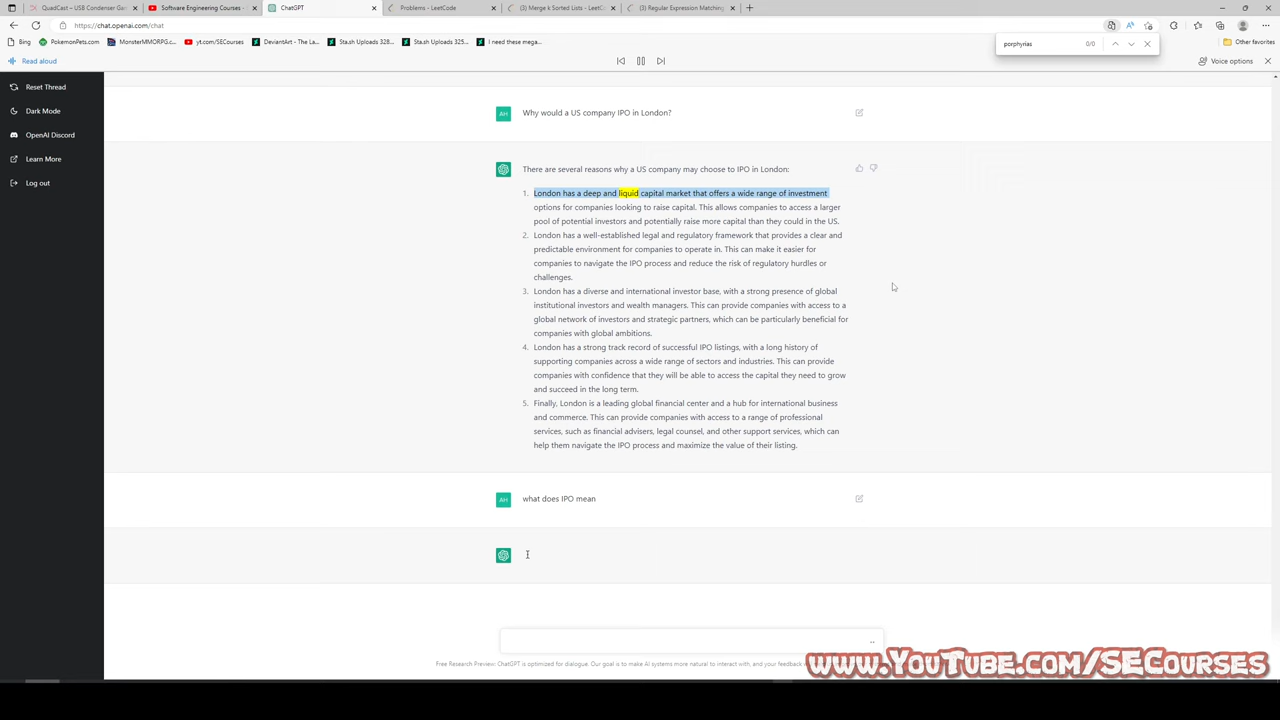 QuadCast – USB Condenser Ga
Software Engineering Courses -
ChatGPT
Problems - LeetCode
(3) Merge k Sorted Lists - LeetC
(3) Regular Expression Matching
https://chat.openai.com/chat
porphyrias
0/0
Bing
PokemonPets.com
MonsterMMORPG.c...
yt.com/SECourses
DeviantArt - The La...
Sta.sh Uploads 328...
Sta.sh Uploads 325...
I need these mega...
Other favorites
Read aloud
Voice options
Reset Thread
Dark Mode
OpenAI Discord
Learn More
Log out
AH
Why would a US company IPO in London?
There are several reasons why a US company may choose to IPO in London:
1. London has a deep and liquid capital market that offers a wide range of investment
options for companies looking to raise capital. This allows companies to access a larger
pool of potential investors and potentially raise more capital than they could in the US.
2. London has a well-established legal and regulatory framework that provides a clear and
predictable environment for companies to operate in. This can make it easier for
companies to navigate the IPO process and reduce the risk of regulatory hurdles or
challenges.
3. London has a diverse and international investor base, with a strong presence of global
institutional investors and wealth managers. This can provide companies with access to a
global network of investors and strategic partners, which can be particularly beneficial for
companies with global ambitions.
4. London has a strong track record of successful IPO listings, with a long history of
supporting companies across a wide range of sectors and industries. This can provide
companies with confidence that they will be able to access the capital they need to grow
and succeed in the long term.
5. Finally, London is a leading global financial center and a hub for international business
and commerce. This can provide companies with access to a range of professional
services, such as financial advisers, legal counsel, and other support services, which can
help them navigate the IPO process and maximize the value of their listing.
AH
what does IPO mean
Free Research Preview: ChatGPT is optimized for dialogue. Our goal is to make AI systems more natural to interact with, and your feedback
www.YouTube.com/SECourses